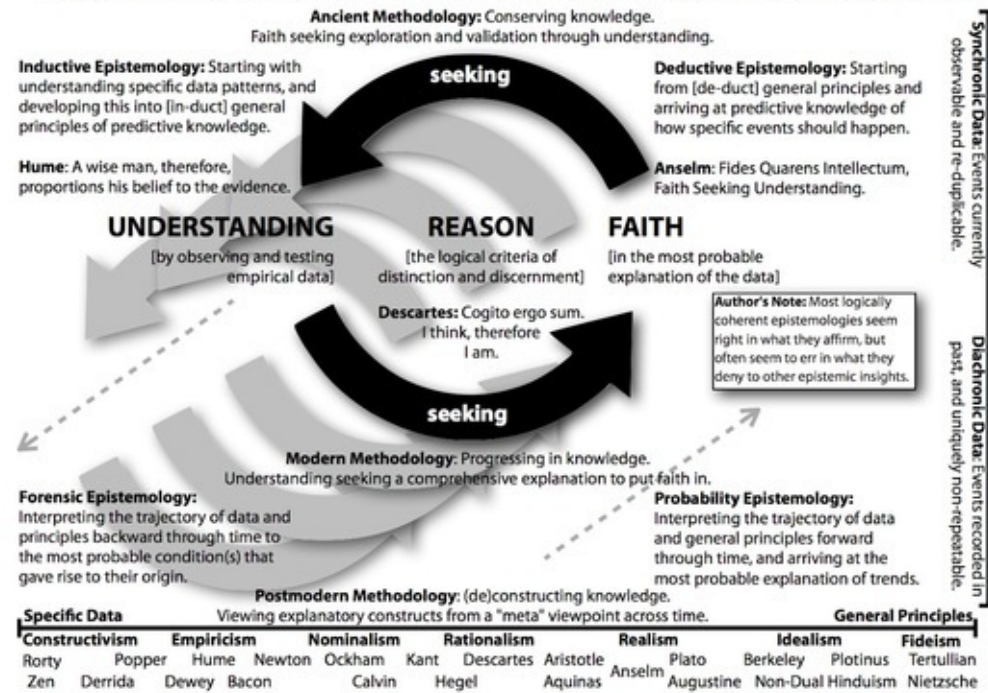 Ancient Methodology: Conserving knowledge.
Faith seeking exploration and validation through understanding.
Inductive Epistemology: Starting with
understanding specific data patterns, and
developing this into [in-duct] general
principles of predictive knowledge.
Hume: A wise man, therefore,
proportions his belief to the evidence.
seeking
Deductive Epistemology: Starting
from [de-duct] general principles and
arriving at predictive knowledge of
how specific events should happen.
Anselm: Fides Quarens Intellectum,
Faith Seeking Understanding.
Synchronic Data: Events currently
observable and re-duplicable.
UNDERSTANDING
[by observing and testing
empirical data]
REASON
[the logical criteria of
distinction and discernment]
Descartes: Cogito ergo sum.
I think, therefore
I am.
FAITH
[in the most probable
explanation of the data]
Author's Note: Most logically
coherent epistemologies seem
right in what they affirm, but
often seem to err in what they
deny to other epistemic insights.
Diachronic Data: Events recorded in
past, and uniquely non-repeatable.
seeking
Modern Methodology: Progressing in knowledge.
Understanding seeking a comprehensive explanation to put faith in.
Forensic Epistemology:
Interpreting the trajectory of data and
principles backward through time to
the most probable condition(s) that
gave rise to their origin.
Probability Epistemology:
Interpreting the trajectory of data
and general principles forward
through time, and arriving at the
most probable explanation of trends.
Postmodern Methodology: (de)constructing knowledge.
Specific Data Viewing explanatory constructs from a "meta" viewpoint across time. General Principles
Constructivism Empiricism Nominalism Rationalism Realism Idealism Fideism
Rorty Popper Hume Newton Ockham Kant Descartes Aristotle Anselm Plato Berkeley Plotinus Tertullian
Zen Derrida Dewey Bacon Calvin Hegel Aquinas Augustine Non-Dual Hinduism Nietzsche